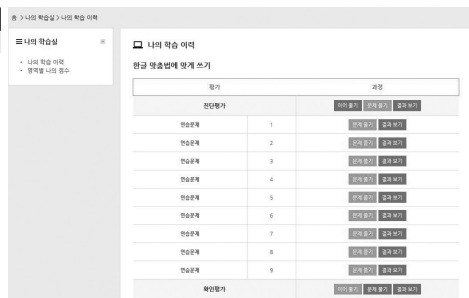 홈 > 나의 학습실 > 나의 학습 이력
나의 학습실
나의 학습 이력
영역별 나의 점수
나의 학습 이력
한글 맞춤법에 맞게 쓰기
평가 과정
진단평가 이어 풀기 문제 풀기 결과 보기
연습문제 1 문제 풀기 결과 보기
연습문제 2 문제 풀기 결과 보기
연습문제 3 문제 풀기 결과 보기
연습문제 4 문제 풀기 결과 보기
연습문제 5 문제 풀기 결과 보기
연습문제 6 문제 풀기 결과 보기
연습문제 7 문제 풀기 결과 보기
연습문제 8 문제 풀기 결과 보기
연습문제 9 문제 풀기 결과 보기
확인평가 이어 풀기 문제 풀기 결과 보기